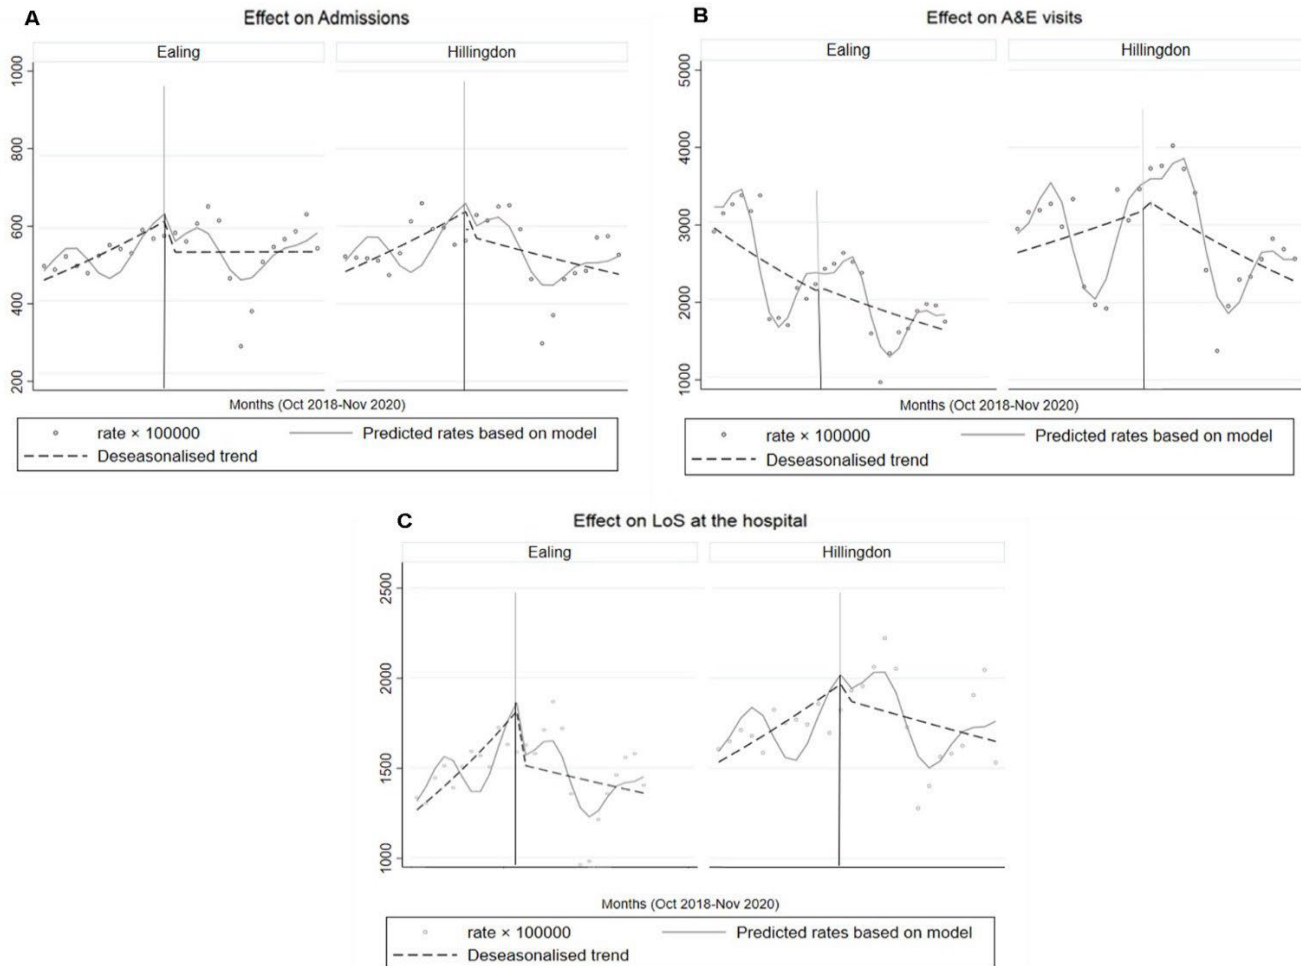 A
Effect on Admissions
Ealing
Hillingdon
1000
800
600
400
200
Months (Oct 2018-Nov 2020)
rate × 100000
Predicted rates based on model
Deseasonalised trend
B
Effect on A&E visits
Ealing
Hillingdon
5000
4000
3000
2000
1000
Months (Oct 2018-Nov 2020)
rate × 100000
Predicted rates based on model
Deseasonalised trend
C
Effect on LoS at the hospital
Ealing
Hillingdon
2500
2000
1500
1000
Months (Oct 2018-Nov 2020)
rate × 100000
Predicted rates based on model
Deseasonalised trend